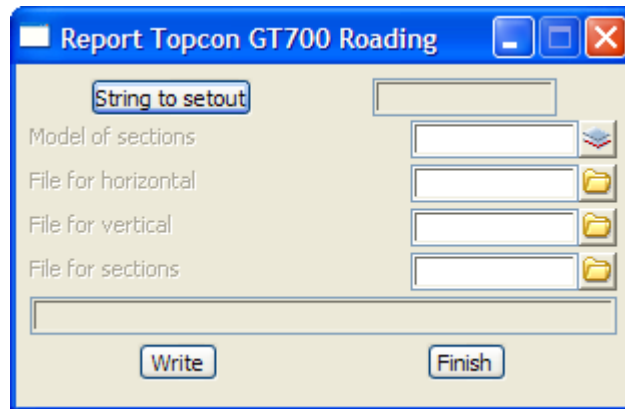 Report Topcon GT700 Roading
String to setout
Model of sections
File for horizontal
File for vertical
File for sections
Write Finish